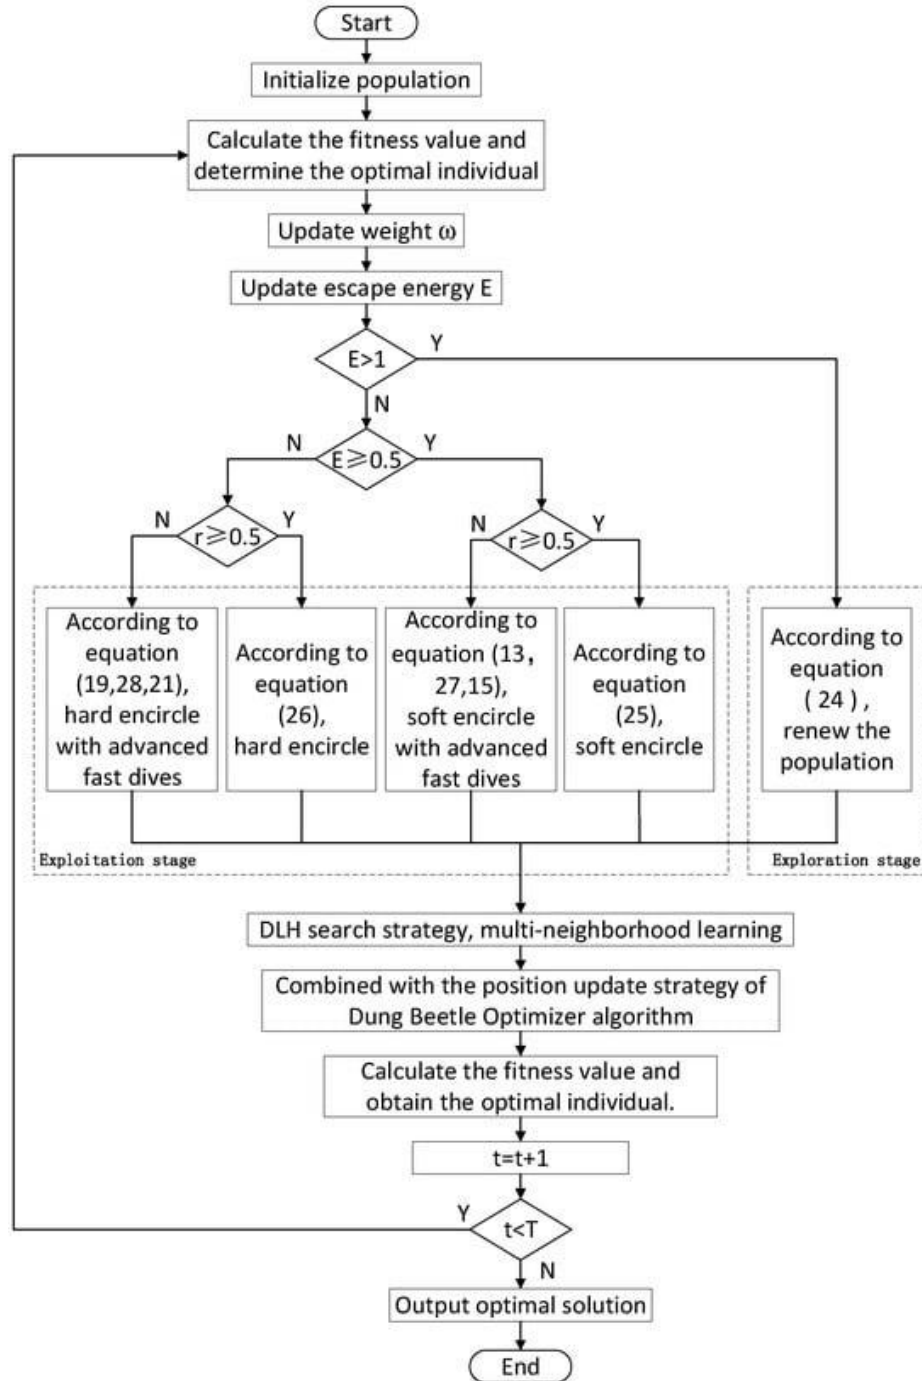 Start
Initialize population
Calculate the fitness value and
determine the optimal individual
Update weight ω
Update escape energy E
E>1
Y
N
E⩾0.5
N
Y
r⩾0.5
N
Y
r⩾0.5
N
Y
According to
equation
(19,28,21),
hard encircle
with advanced
fast dives
According to
equation
(26),
hard encircle
According to
equation (13,
27,15),
soft encircle
with advanced
fast dives
According to
equation
(25),
soft encircle
According to
equation
( 24 ) ,
renew the
population
Exploitation stage
Exploration stage
DLH search strategy, multi-neighborhood learning
Combined with the position update strategy of
Dung Beetle Optimizer algorithm
Calculate the fitness value and
obtain the optimal individual.
t=t+1
Y
t<T
N
Output optimal solution
End